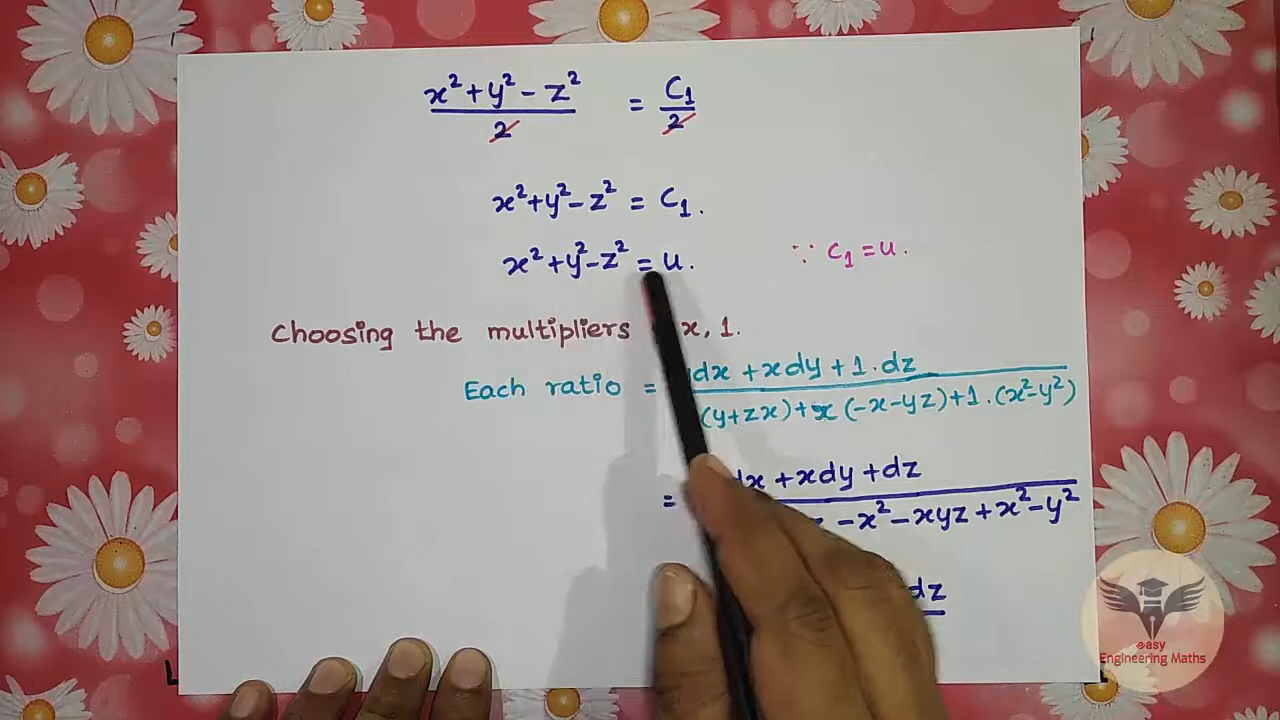 x²+y²-z²/2 = C₁/2
x²+y²-z² = C₁.
x²+y²-z² = u.
∵ C₁ = u.
Choosing the multipliers x, 1.
Each ratio = dx + xdy + 1.dz / (y+zx)+x(-x-yz)+1.(x²-y²)
= dx + xdy + dz / -x²-xyz+x²-y²
dz
easy
Engineering Maths